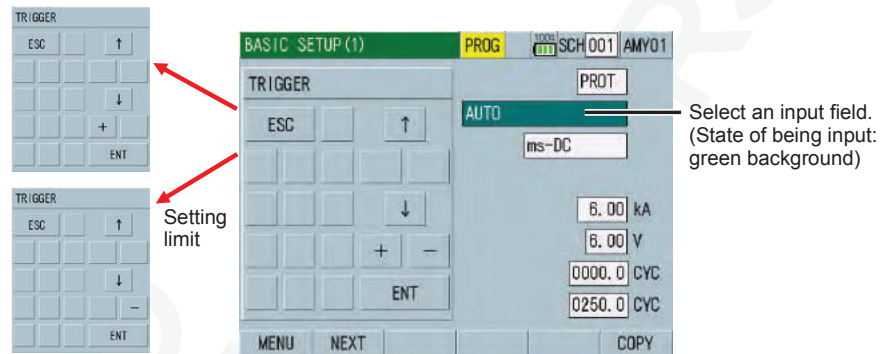 TRIGGER
ESC ↑
↓
+
ENT
TRIGGER
ESC ↑
↓
−
ENT
Setting
limit
BASIC SETUP(1) PROG 100% SCH 001 AMY01
TRIGGER
ESC ↑
↓
+ −
ENT
PROT
AUTO
ms-DC
6.00 kA
6.00 V
0000.0 CYC
0250.0 CYC
MENU NEXT COPY
Select an input field.
(State of being input:
green background)